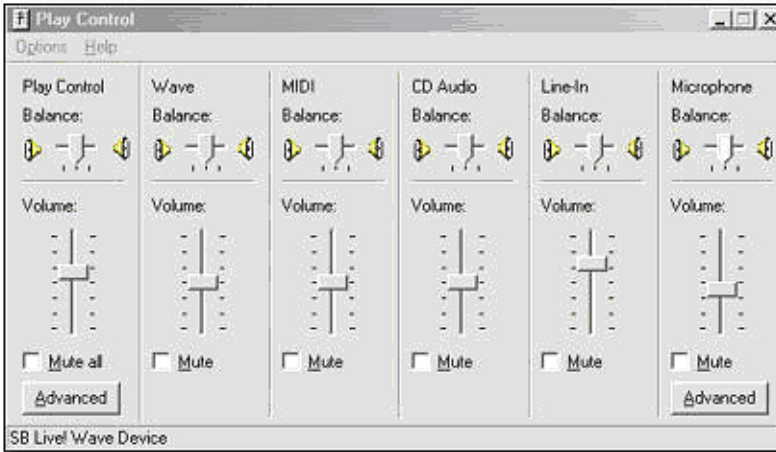 Play Control
Options Help
Play Control Wave MIDI CD Audio Line-In Microphone
Balance: Balance: Balance: Balance: Balance: Balance:
Volume: Volume: Volume: Volume: Volume: Volume:
Mute all Mute Mute Mute Mute Mute
Advanced Advanced
SB Live! Wave Device